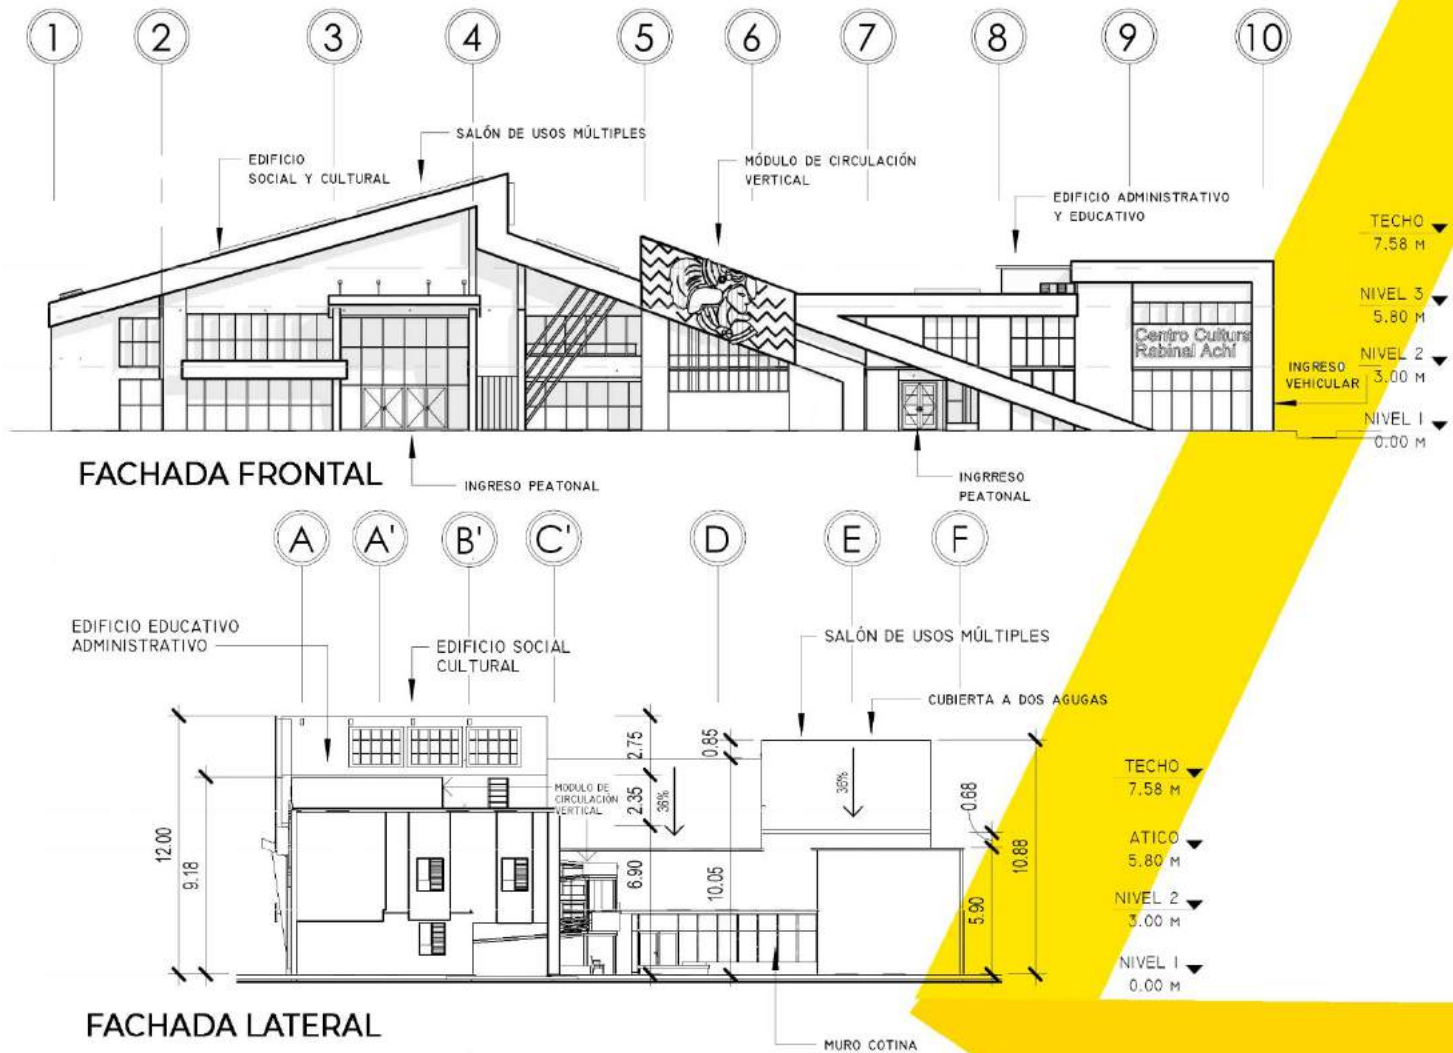 1 2 3 4 5 6 7 8 9 10
SALÓN DE USOS MÚLTIPLES
EDIFICIO
SOCIAL Y CULTURAL
MÓDULO DE CIRCULACIÓN
VERTICAL
EDIFICIO ADMINISTRATIVO
Y EDUCATIVO
TECHO
7.58 M
NIVEL 3
5.80 M
Centro Cultura
Rabinal Achí
NIVEL 2
3.00 M
INGRESO
VEHICULAR
NIVEL 1
0.00 M
FACHADA FRONTAL
INGRESO PEATONAL
INGRRESO
PEATONAL
A A' B' C' D E F
EDIFICIO EDUCATIVO
ADMINISTRATIVO
EDIFICIO SOCIAL
CULTURAL
SALÓN DE USOS MÚLTIPLES
CUBIERTA A DOS AGUGAS
12.00
9.18
MODULO DE
CIRCULACIÓN
VERTICAL
2.75
2.35
6.90
36%
0.85
10.05
36%
0.68
5.90
10.88
TECHO
7.58 M
ATICO
5.80 M
NIVEL 2
3.00 M
NIVEL 1
0.00 M
FACHADA LATERAL
MURO COTINA